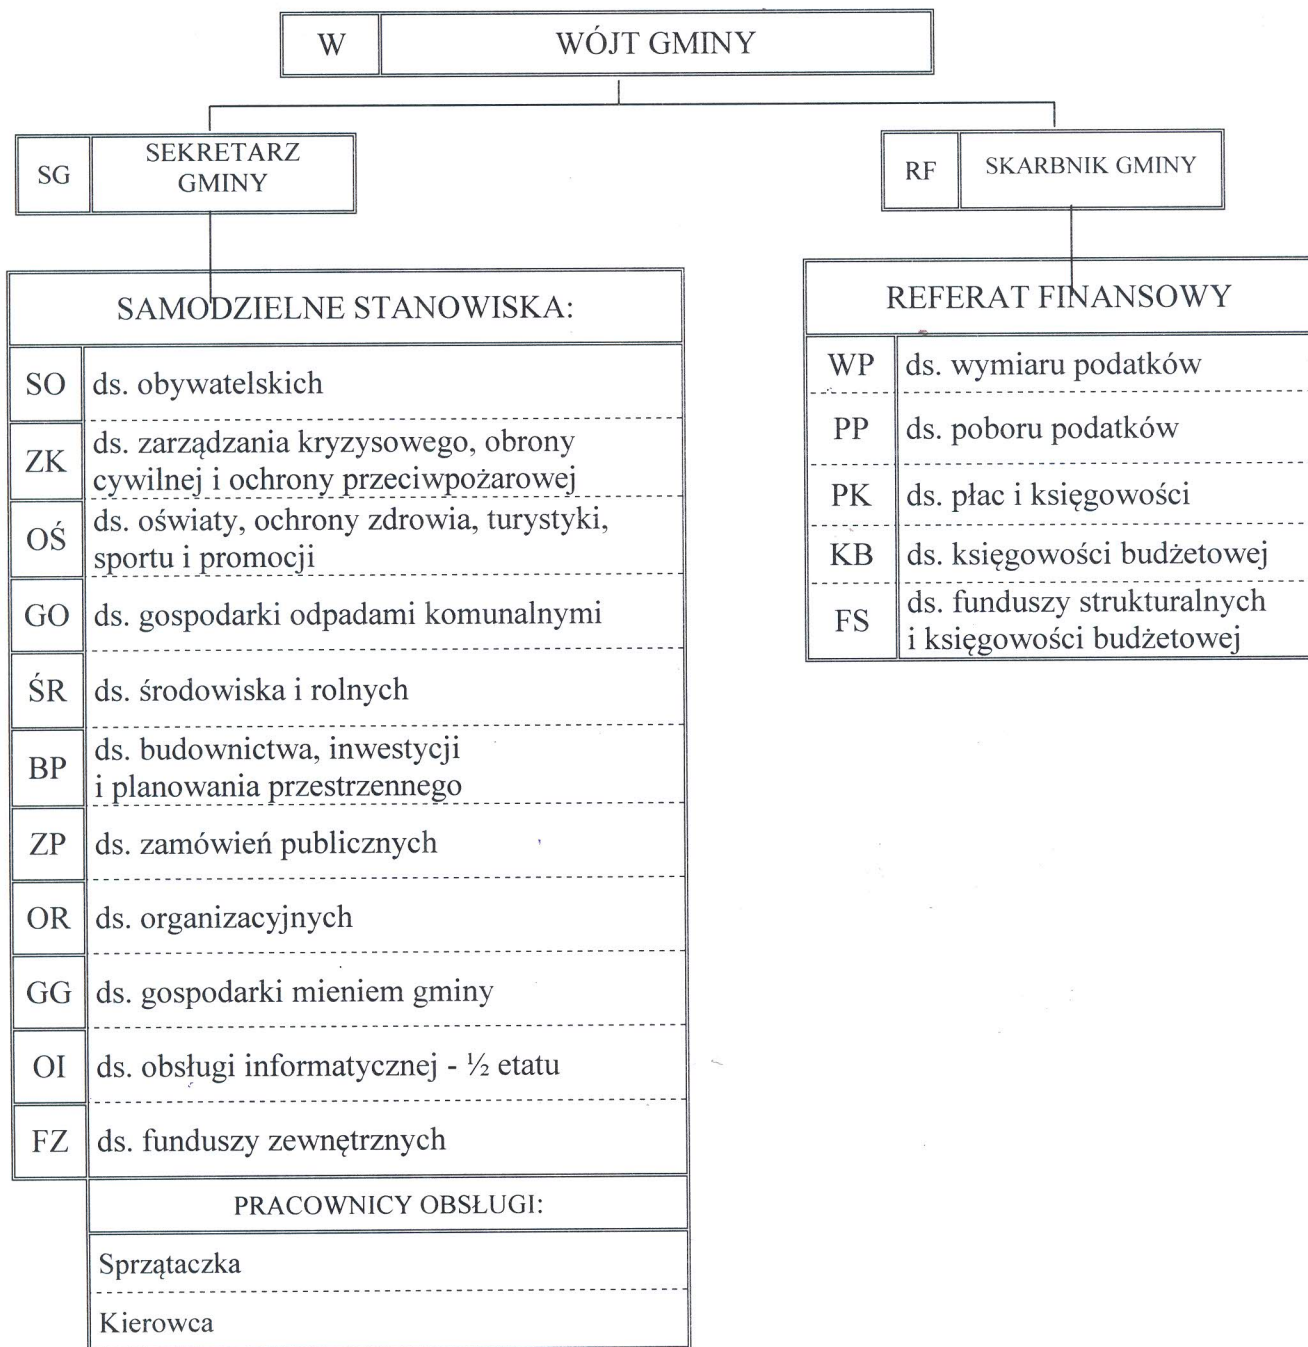 W WÓJT GMINY
SG SEKRETARZ
GMINY
RF SKARBNIK GMINY
SAMODZIELNE STANOWISKA:
SO ds. obywatelskich
ZK ds. zarządzania kryzysowego, obrony
cywilnej i ochrony przeciwpożarowej
OŚ ds. oświaty, ochrony zdrowia, turystyki,
sportu i promocji
GO ds. gospodarki odpadami komunalnymi
ŚR ds. środowiska i rolnych
BP ds. budownictwa, inwestycji
i planowania przestrzennego
ZP ds. zamówień publicznych
OR ds. organizacyjnych
GG ds. gospodarki mieniem gminy
OI ds. obsługi informatycznej - ½ etatu
FZ ds. funduszy zewnętrznych
PRACOWNICY OBSŁUGI:
Sprzątaczka
Kierowca
REFERAT FINANSOWY
WP ds. wymiaru podatków
PP ds. poboru podatków
PK ds. płac i księgowości
KB ds. księgowości budżetowej
FS ds. funduszy strukturalnych
i księgowości budżetowej